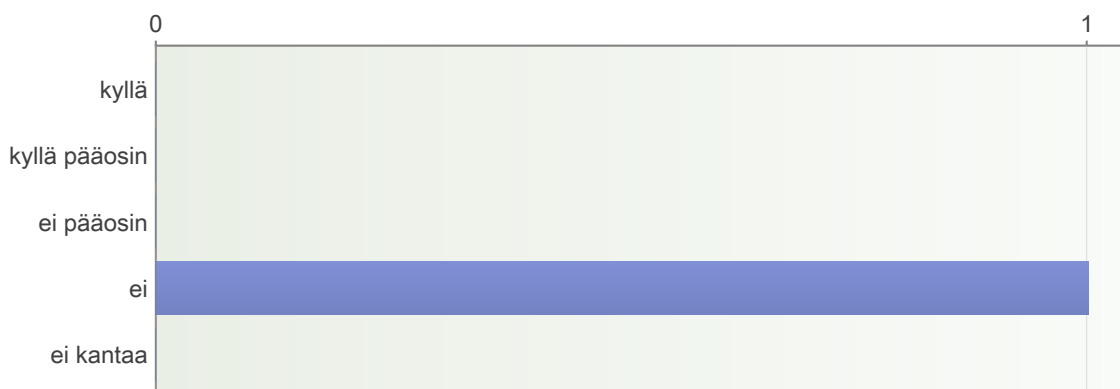 0 1
kyllä
kyllä pääosin
ei pääosin
ei
ei kantaa